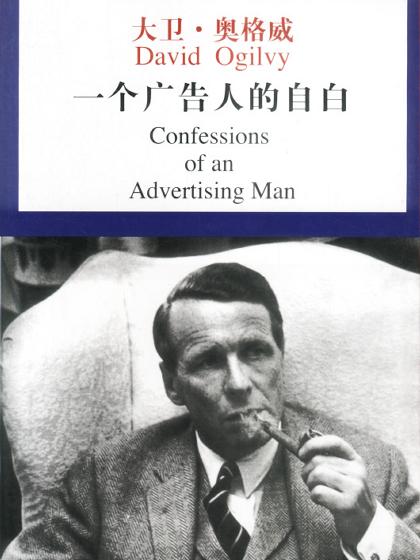 大卫·奥格威
David Ogilvy
一个广告人的自白
Confessions
of an
Advertising Man